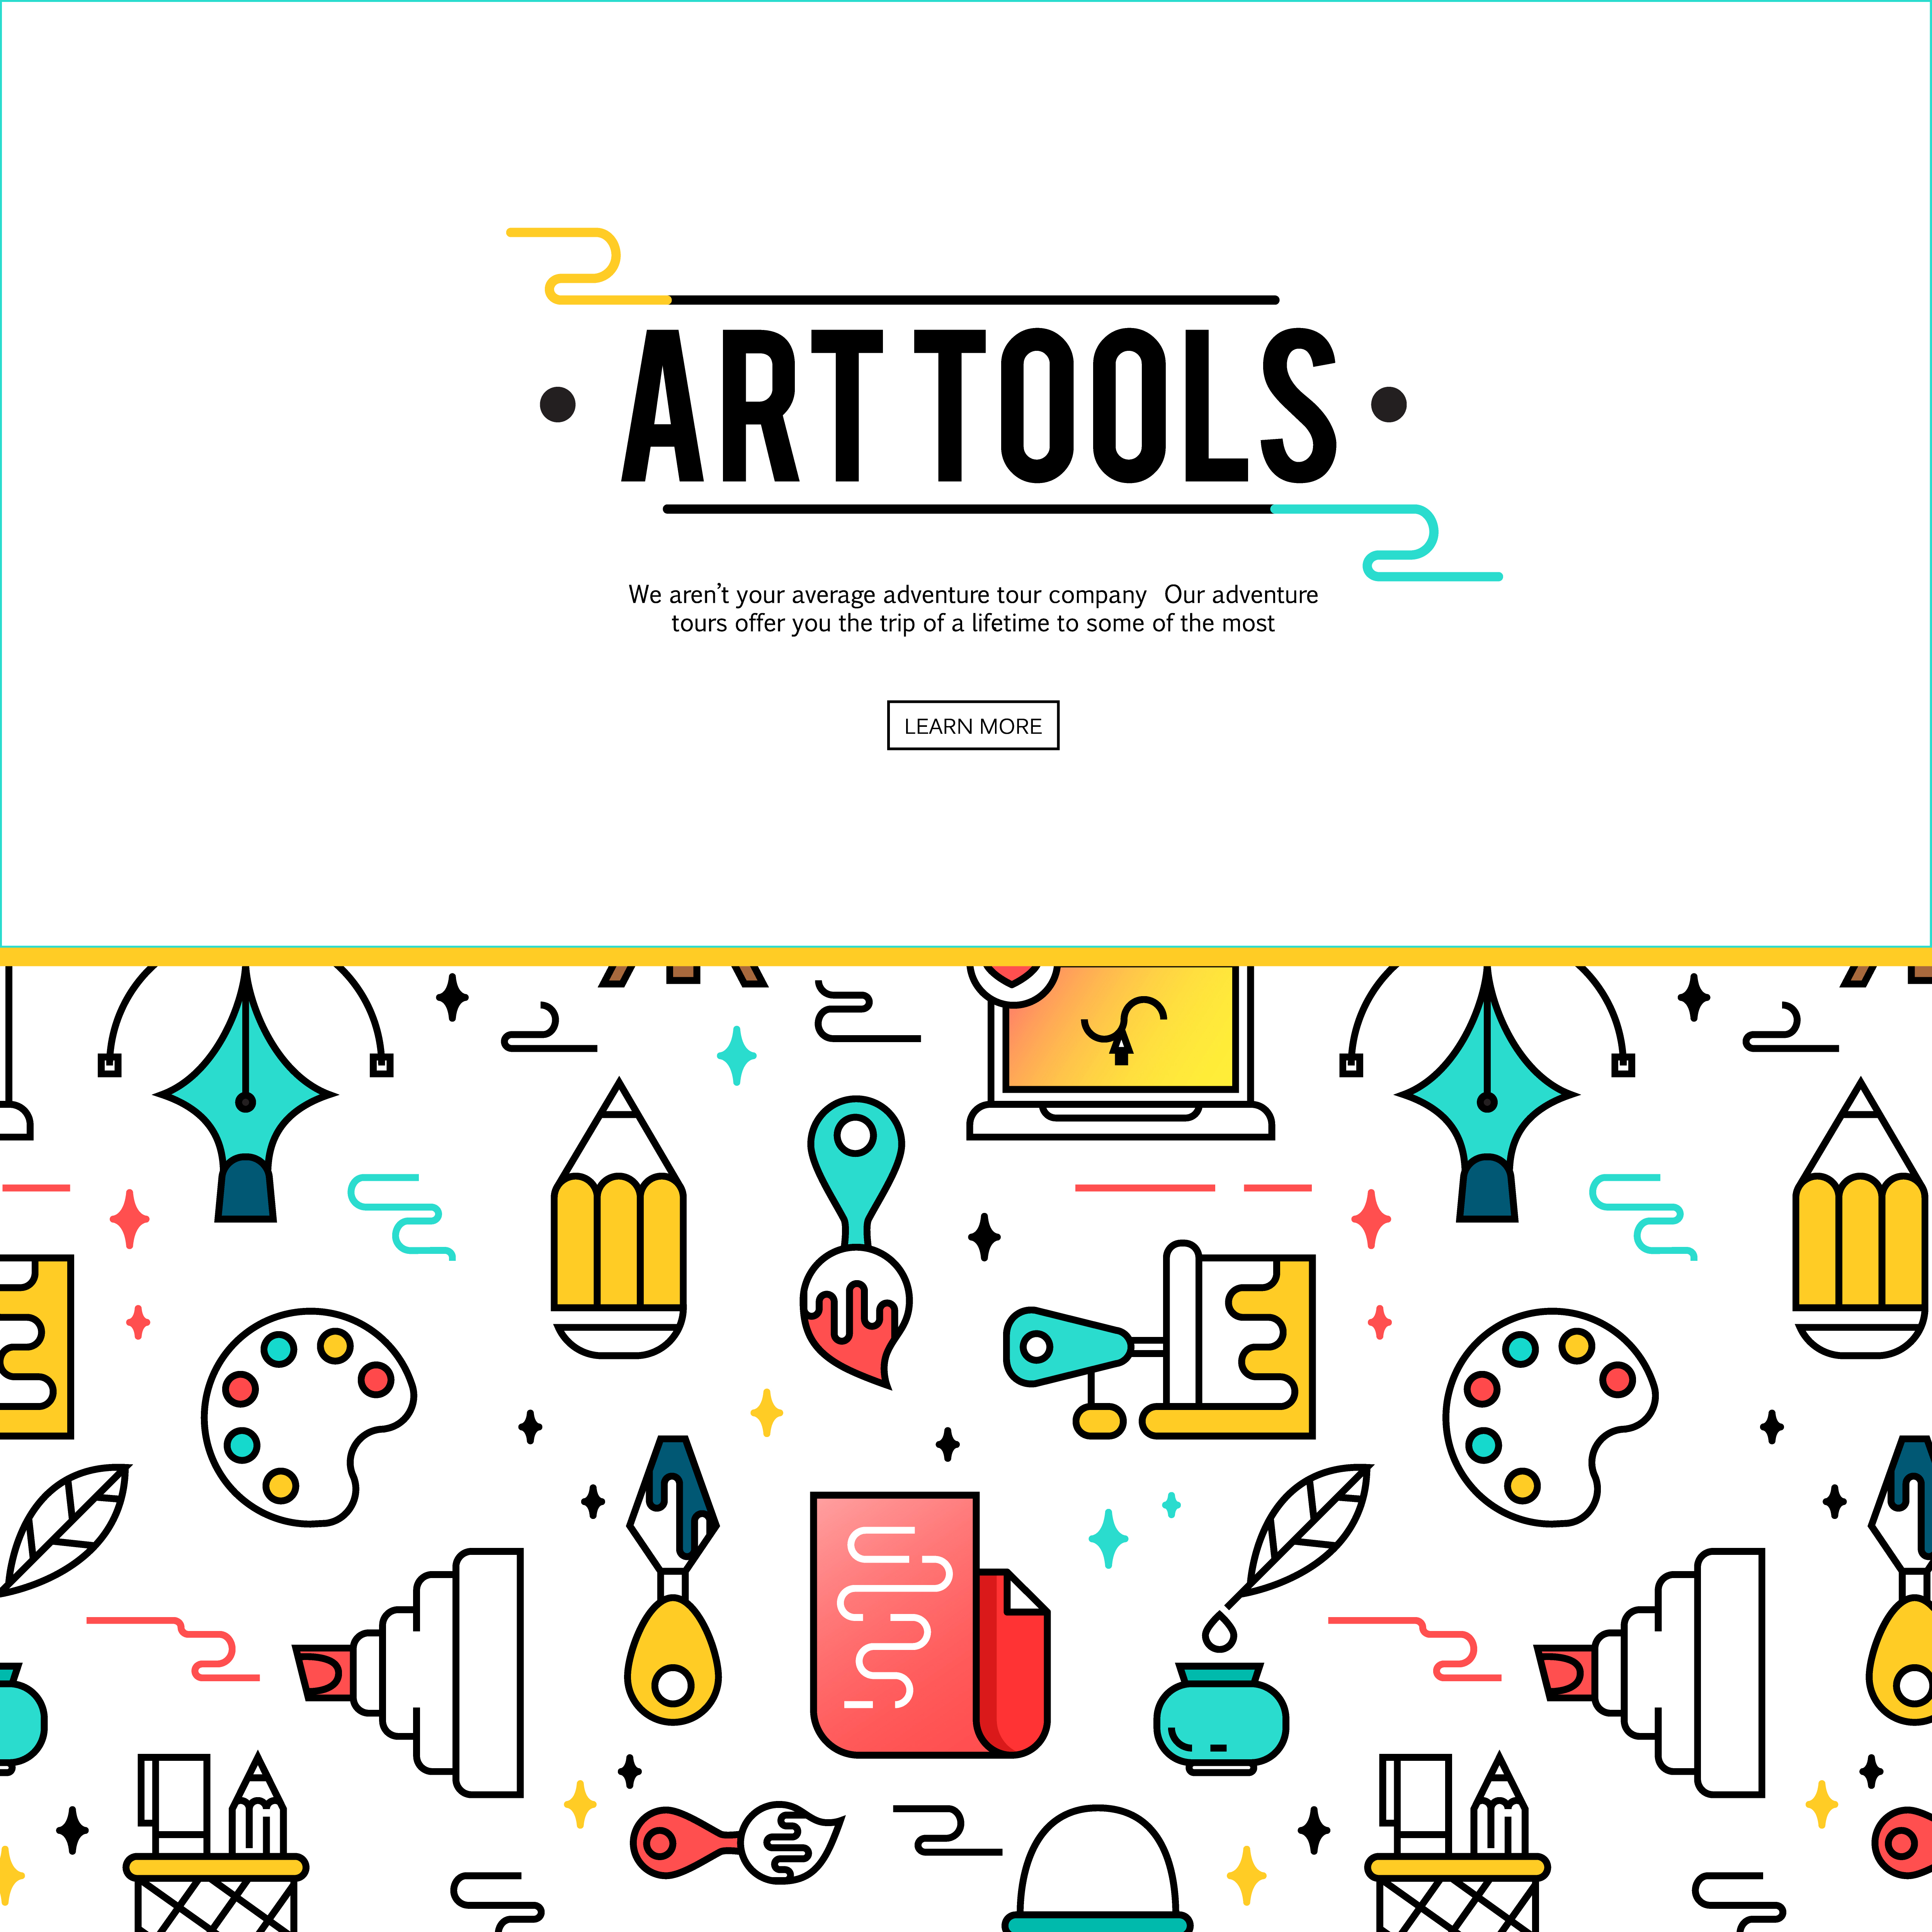 ART TOOLS
We aren’t your average adventure tour company  Our adventure
tours offer you the trip of a lifetime to some of the most
LEARN MORE